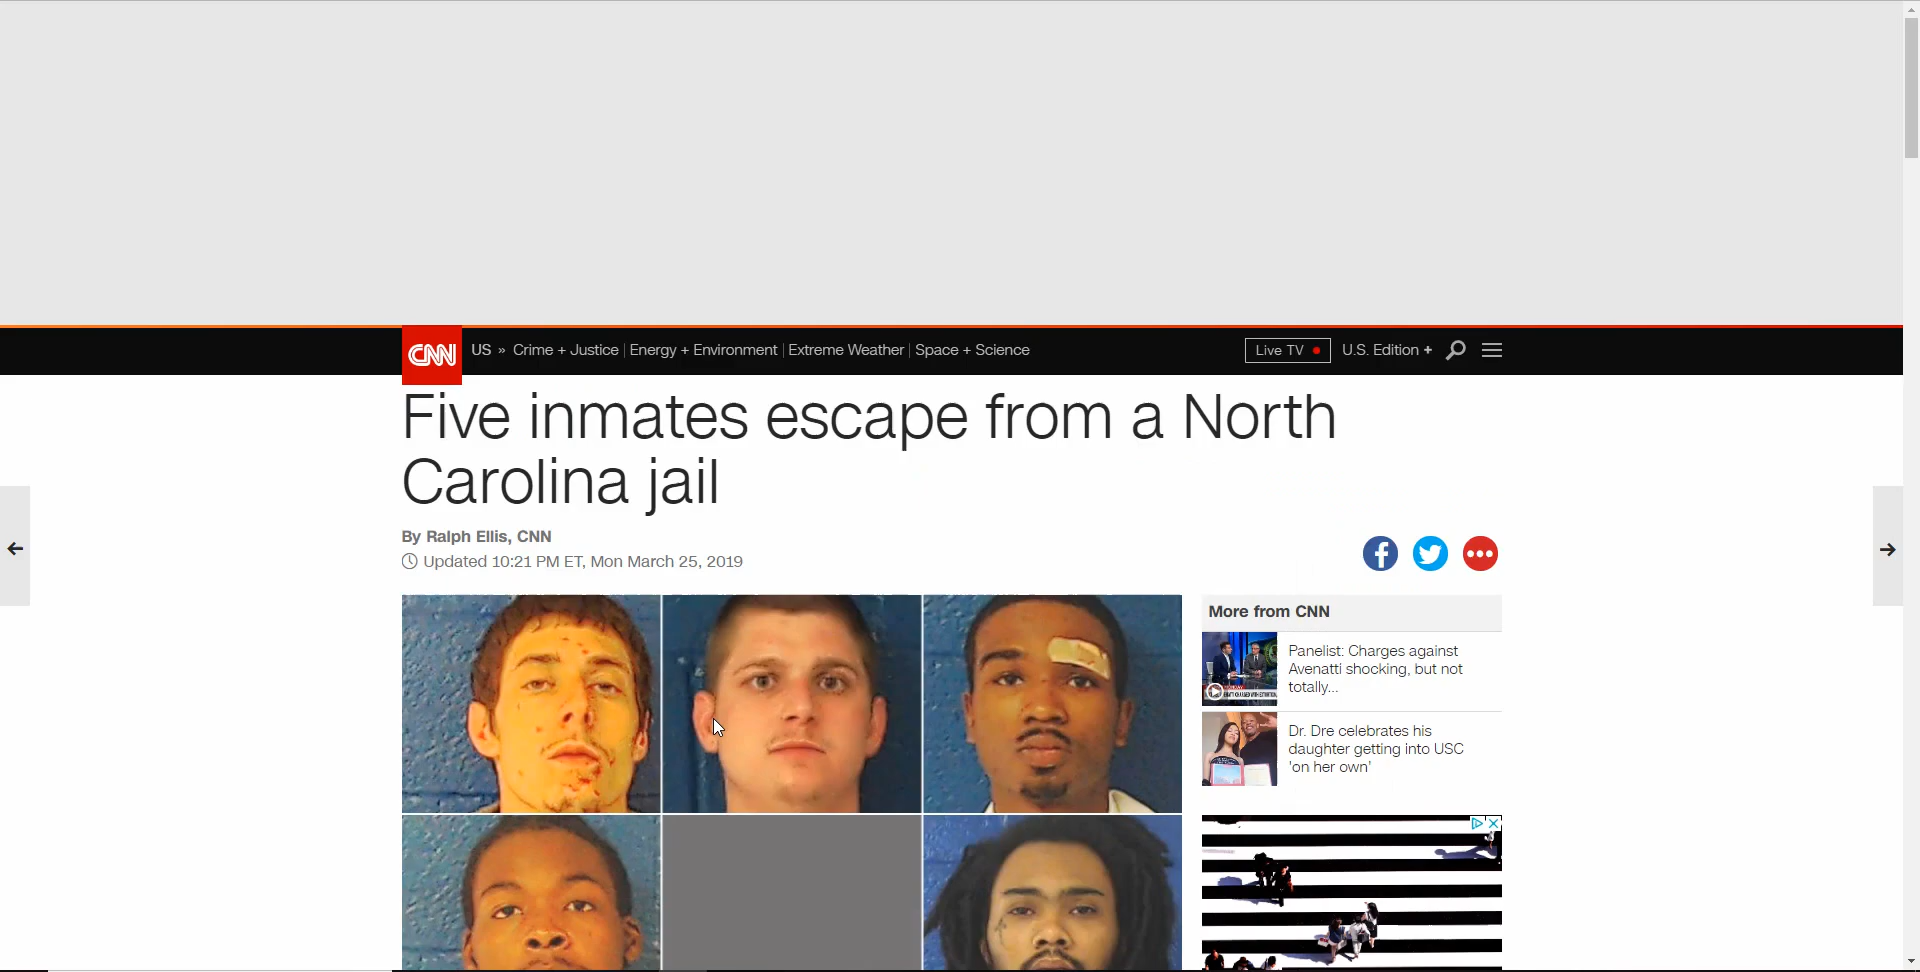 CNN
US » Crime + Justice | Energy + Environment | Extreme Weather | Space + Science
Live TV
U.S. Edition +
Five inmates escape from a North
Carolina jail
By Ralph Ellis, CNN
Updated 10:21 PM ET, Mon March 25, 2019
More from CNN
Panelist: Charges against
Avenatti shocking, but not
totally...
Dr. Dre celebrates his
daughter getting into USC
'on her own'